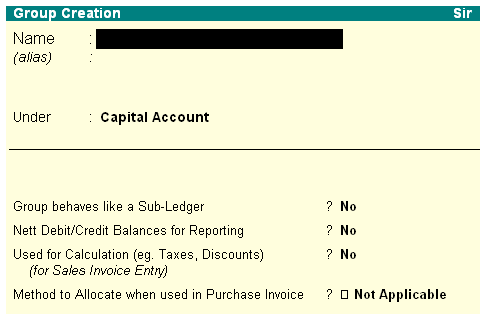 Group Creation Sir
Name :
(alias) :
Under : Capital Account
Group behaves like a Sub-Ledger ? No
Nett Debit/Credit Balances for Reporting ? No
Used for Calculation (eg. Taxes, Discounts) ? No
(for Sales Invoice Entry)
Method to Allocate when used in Purchase Invoice ? □ Not Applicable